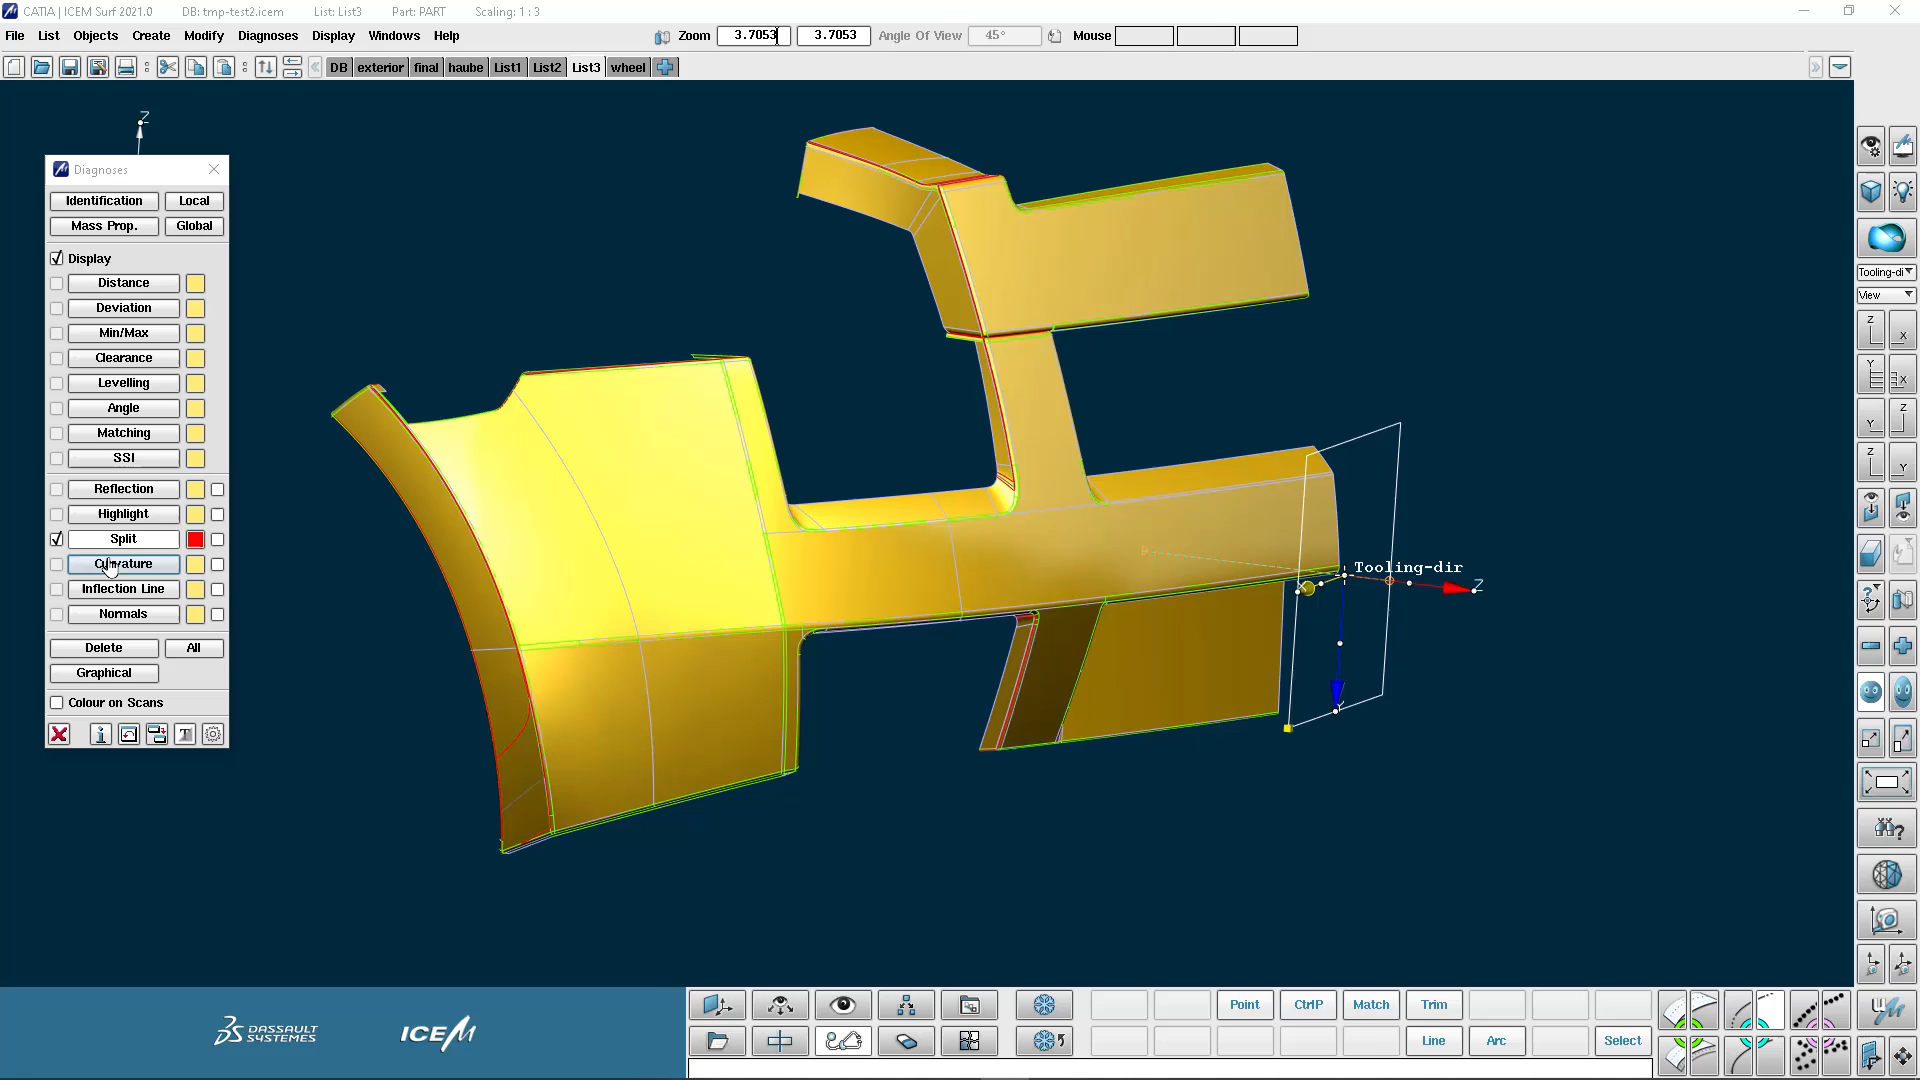 CATIA | ICEM Surf 2021.0 DB: tmp-test2.icem List: List3 Part: PART Scaling: 1 : 3
File List Objects Create Modify Diagnoses Display Windows Help Zoom 3.7053 3.7053 Angle Of View 45° Mouse
DB exterior final haube List1 List2 List3 wheel
Z
Diagnoses
Identification Local
Mass Prop. Global
Display
Distance
Deviation
Min/Max
Clearance
Levelling
Angle
Matching
SSI
Reflection
Highlight
Split
Curvature
Inflection Line
Normals
Delete All
Graphical
Colour on Scans
Tooling-dir
Z
X
Tooling-di
View
Z X
Y X
Y Z
Z Y
DASSAULT SYSTEMES
ICEM
Point CtrlP Match Trim
Line Arc Select